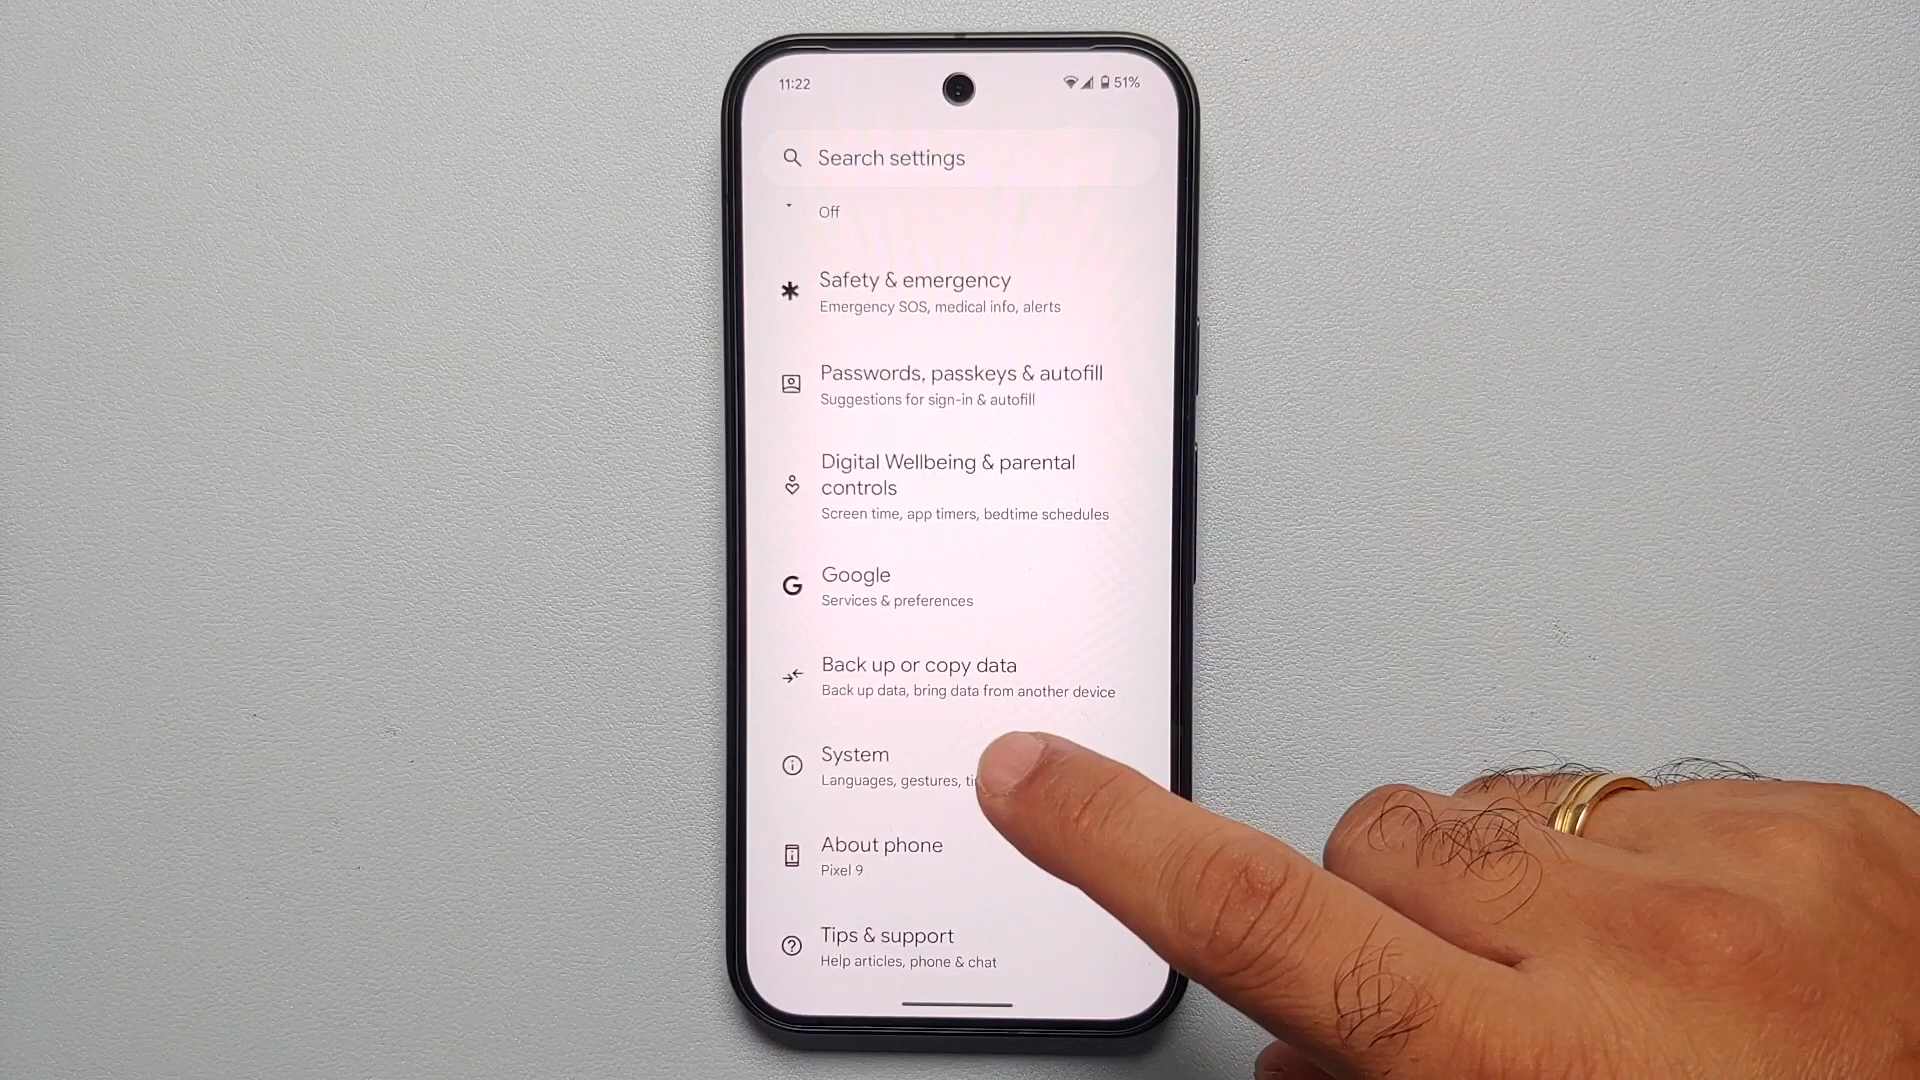 11:22
51%
Search settings
Off
Safety & emergency
Emergency SOS, medical info, alerts
Passwords, passkeys & autofill
Suggestions for sign-in & autofill
Digital Wellbeing & parental
controls
Screen time, app timers, bedtime schedules
Google
Services & preferences
Back up or copy data
Back up data, bring data from another device
System
Languages, gestures,
About phone
Pixel 9
Tips & support
Help articles, phone & chat